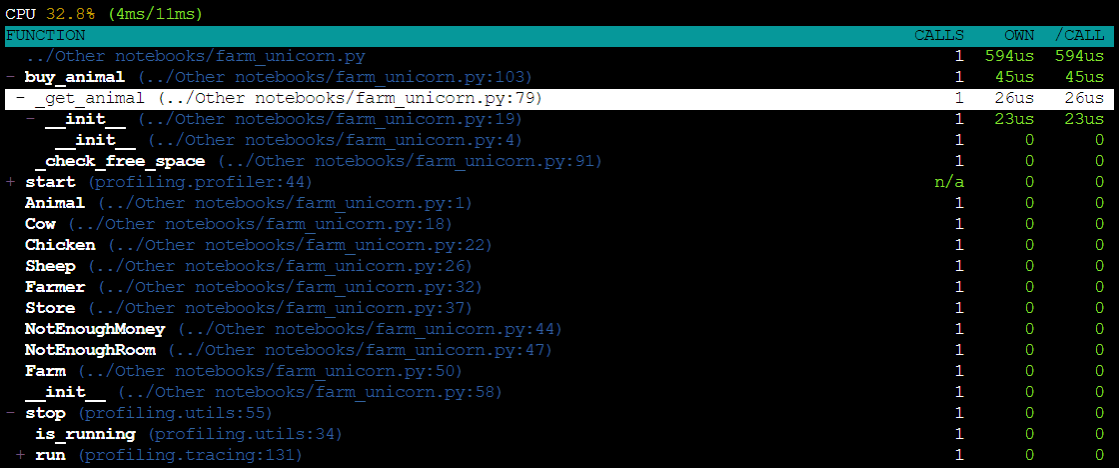 CPU 32.8% (4ms/11ms)
FUNCTION CALLS OWN /CALL
../Other notebooks/farm_unicorn.py 1 594us 594us
- buy_animal (../Other notebooks/farm_unicorn.py:103) 1 45us 45us
- _get_animal (../Other notebooks/farm_unicorn.py:79) 1 26us 26us
- __init__ (../Other notebooks/farm_unicorn.py:19) 1 23us 23us
__init__ (../Other notebooks/farm_unicorn.py:4) 1 0 0
_check_free_space (../Other notebooks/farm_unicorn.py:91) 1 0 0
+ start (profiling.profiler:44) n/a 0 0
Animal (../Other notebooks/farm_unicorn.py:1) 1 0 0
Cow (../Other notebooks/farm_unicorn.py:18) 1 0 0
Chicken (../Other notebooks/farm_unicorn.py:22) 1 0 0
Sheep (../Other notebooks/farm_unicorn.py:26) 1 0 0
Farmer (../Other notebooks/farm_unicorn.py:32) 1 0 0
Store (../Other notebooks/farm_unicorn.py:37) 1 0 0
NotEnoughMoney (../Other notebooks/farm_unicorn.py:44) 1 0 0
NotEnoughRoom (../Other notebooks/farm_unicorn.py:47) 1 0 0
Farm (../Other notebooks/farm_unicorn.py:50) 1 0 0
__init__ (../Other notebooks/farm_unicorn.py:58) 1 0 0
- stop (profiling.utils:55) 1 0 0
is_running (profiling.utils:34) 1 0 0
+ run (profiling.tracing:131) 1 0 0